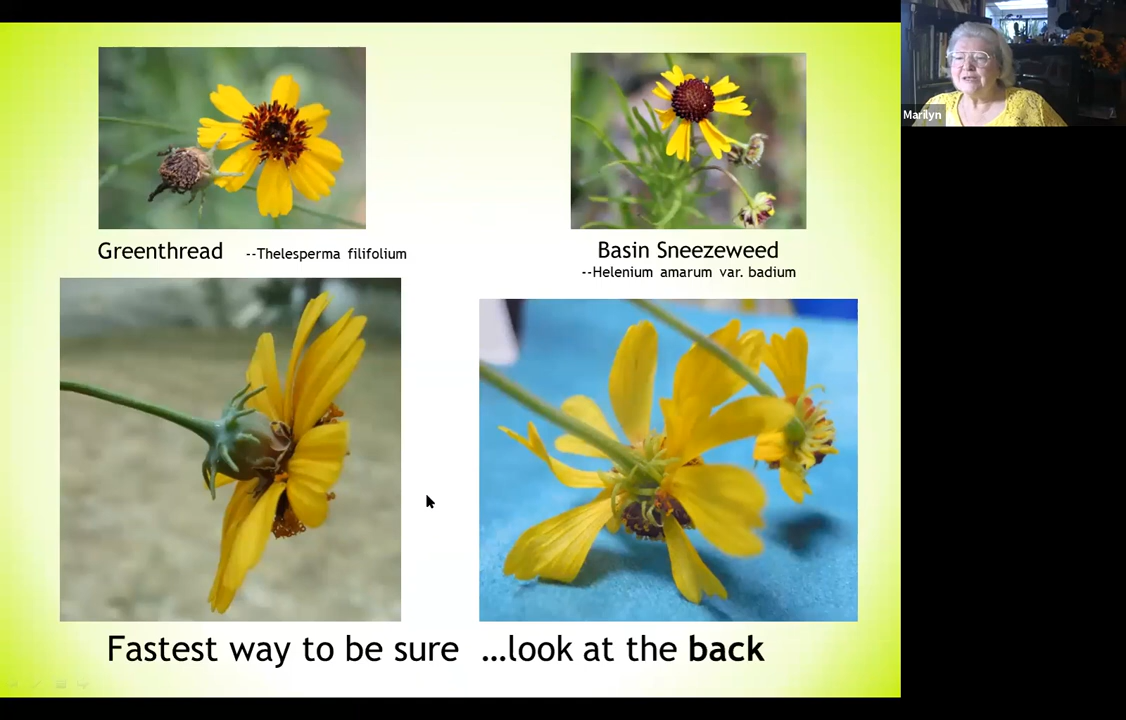 Marilyn
Greenthread --Thelesperma filifolium
Basin Sneezeweed
--Helenium amarum var. badium
Fastest way to be sure ...look at the back